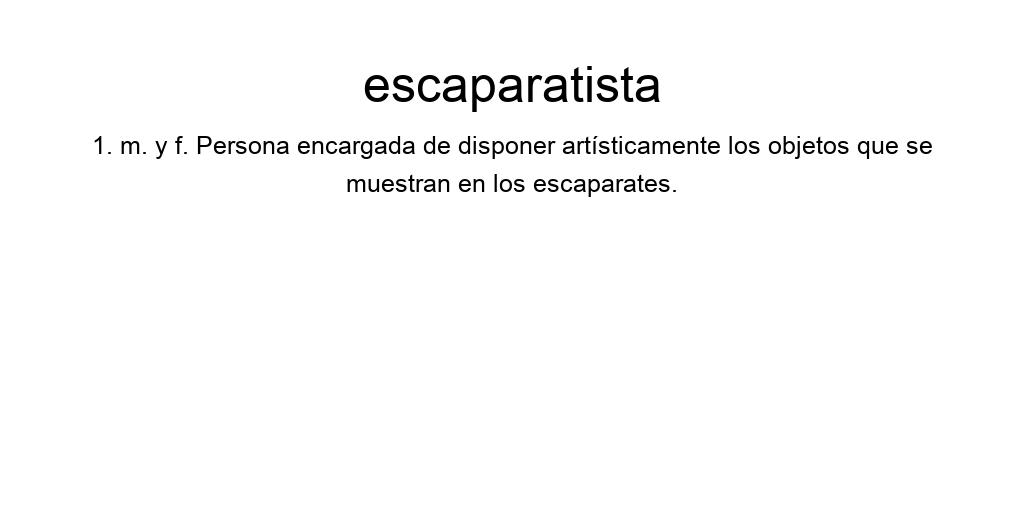 escaparatista
1. m. y f. Persona encargada de disponer artísticamente los objetos que se
muestran en los escaparates.